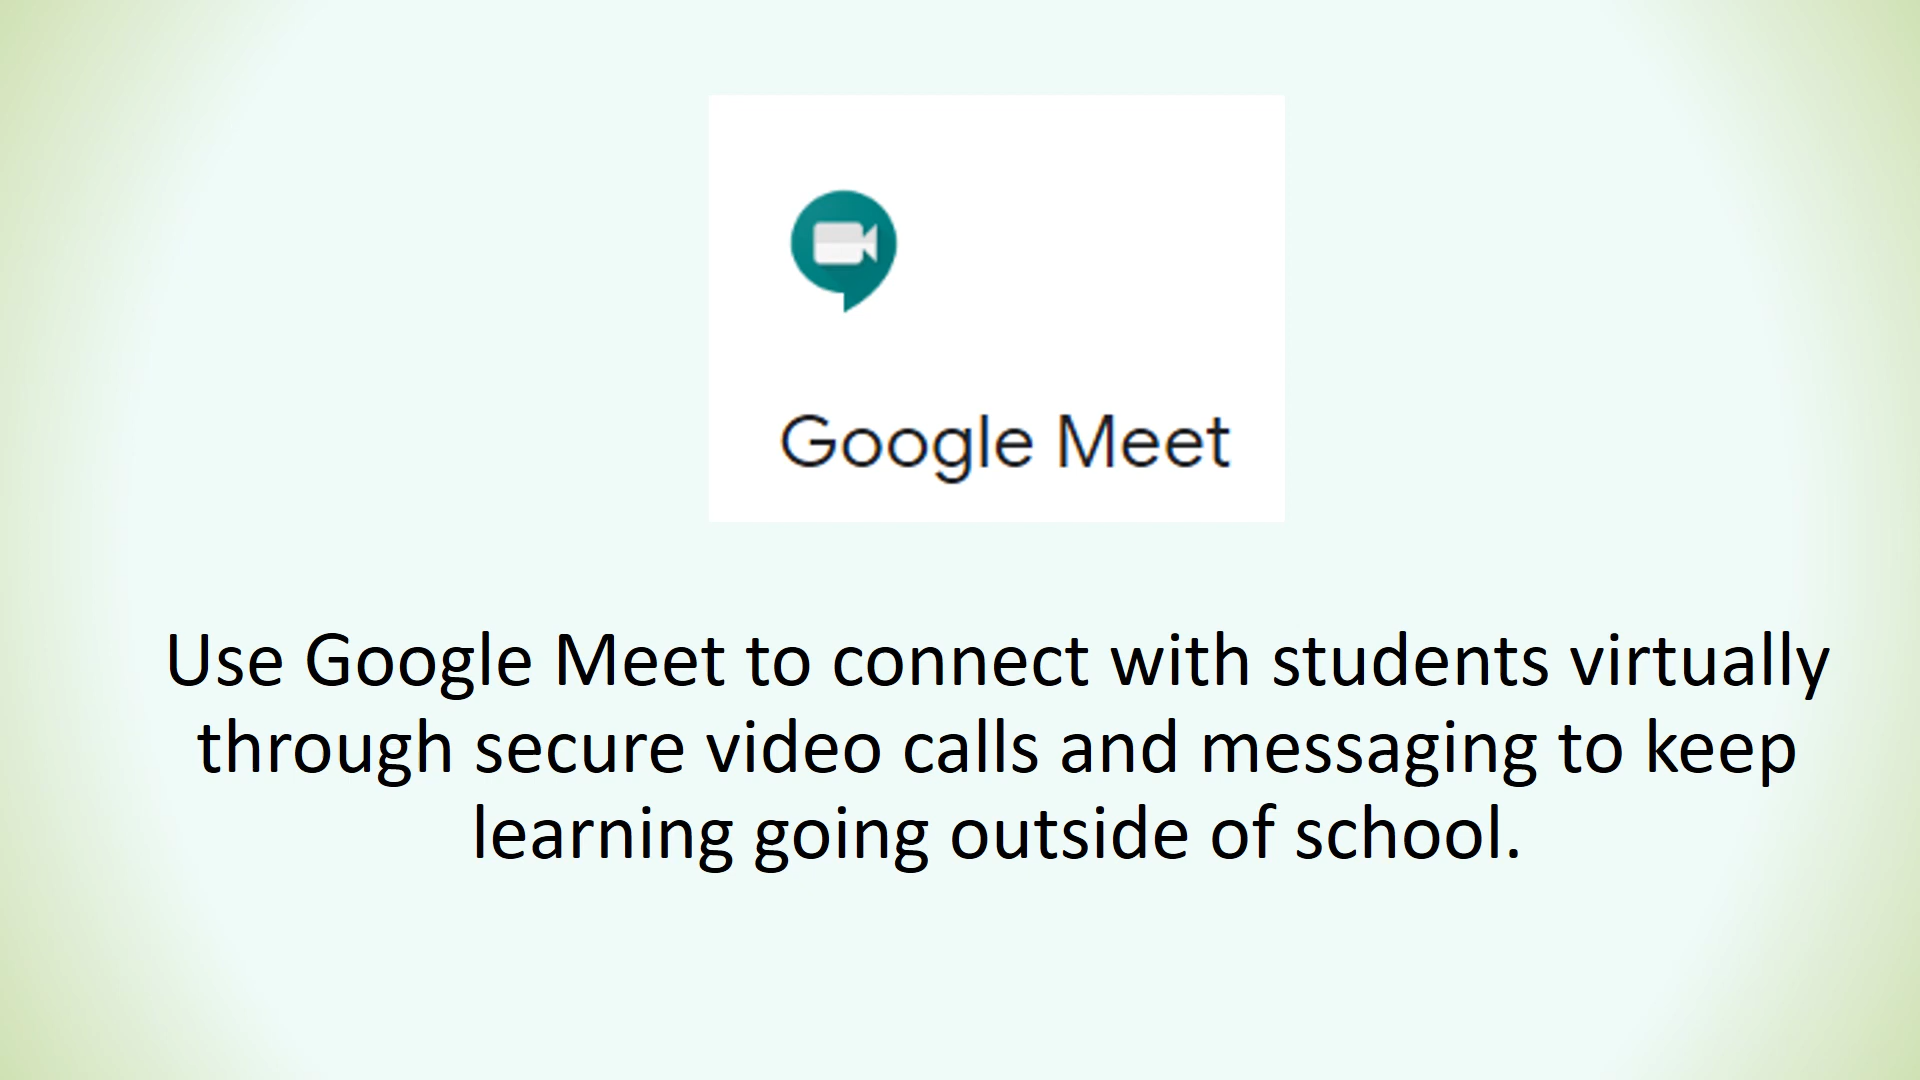 Google Meet
Use Google Meet to connect with students virtually
through secure video calls and messaging to keep
learning going outside of school.